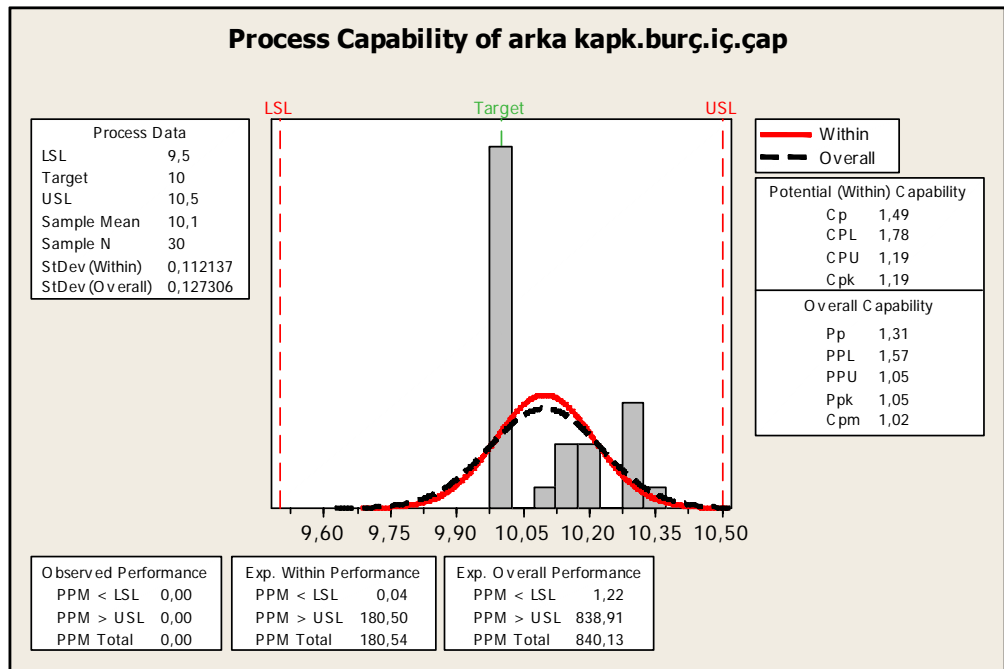 Process Capability of arka kapk.burç.iç.çap
LSL Target USL
Process Data
LSL 9,5
Target 10
USL 10,5
Sample Mean 10,1
Sample N 30
StDev(Within) 0,112137
StDev(Overall) 0,127306
Within
Overall
Potential (Within) Capability
Cp 1,49
CPL 1,78
CPU 1,19
Cpk 1,19
Overall Capability
Pp 1,31
PPL 1,57
PPU 1,05
Ppk 1,05
Cpm 1,02
9,60 9,75 9,90 10,05 10,20 10,35 10,50
Observed Performance
PPM < LSL 0,00
PPM > USL 0,00
PPM Total 0,00
Exp. Within Performance
PPM < LSL 0,04
PPM > USL 180,50
PPM Total 180,54
Exp. Overall Performance
PPM < LSL 1,22
PPM > USL 838,91
PPM Total 840,13